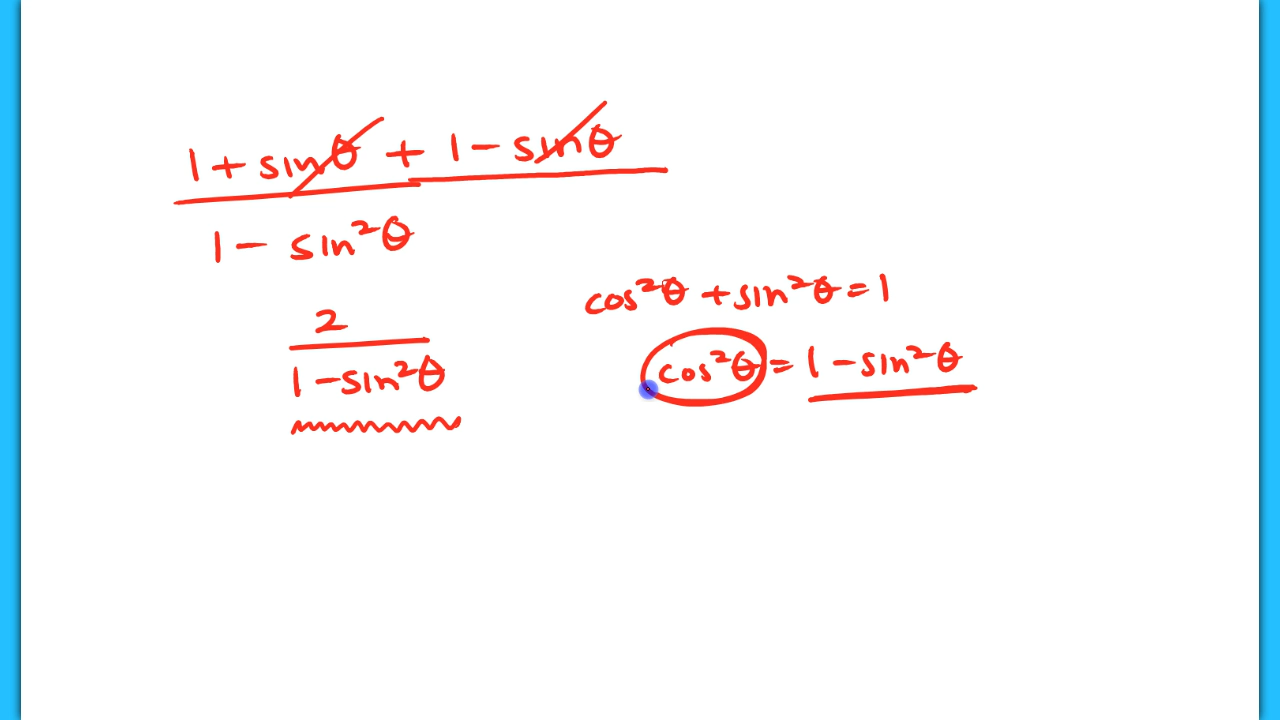 1 + sinθ + 1 − sinθ
1 − sin²θ
2
1 − sin²θ
cos²θ + sin²θ = 1
cos²θ = 1 − sin²θ